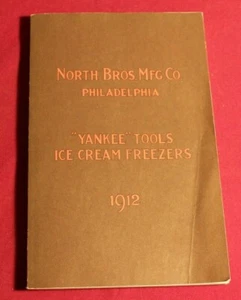 North Bros Mfg Co
Philadelphia
"Yankee" Tools
Ice Cream Freezers
1912